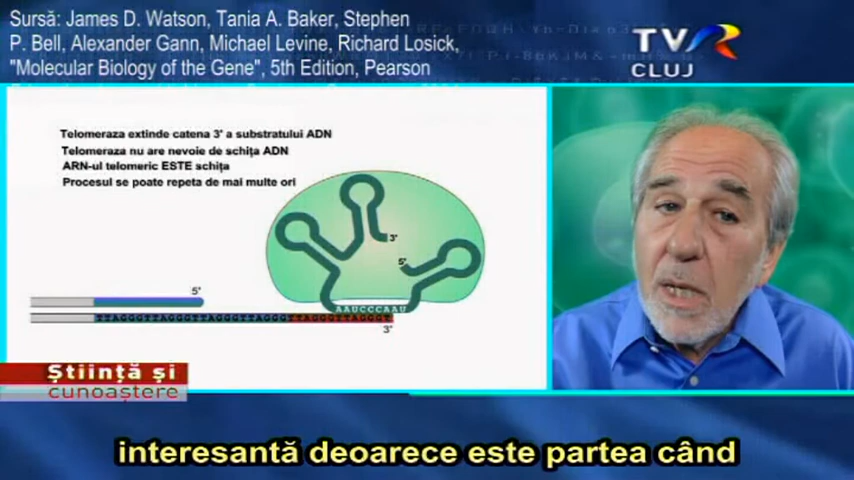 Sursă: James D. Watson, Tania A. Baker, Stephen
P. Bell, Alexander Gann, Michael Levine, Richard Losick,
"Molecular Biology of the Gene", 5th Edition, Pearson
TVR
CLUJ
Telomeraza extinde catena 3' a substratului ADN
Telomeraza nu are nevoie de schița ADN
ARN-ul telomeric ESTE schița
Procesul se poate repeta de mai multe ori
3'
5'
5'
AAUCCCAAU
TTAGGGTTAGGGTTAGGGTTAGGGTTAGGGTTAGGGT
3'
Știință și
cunoaștere
interesantă deoarece este partea când